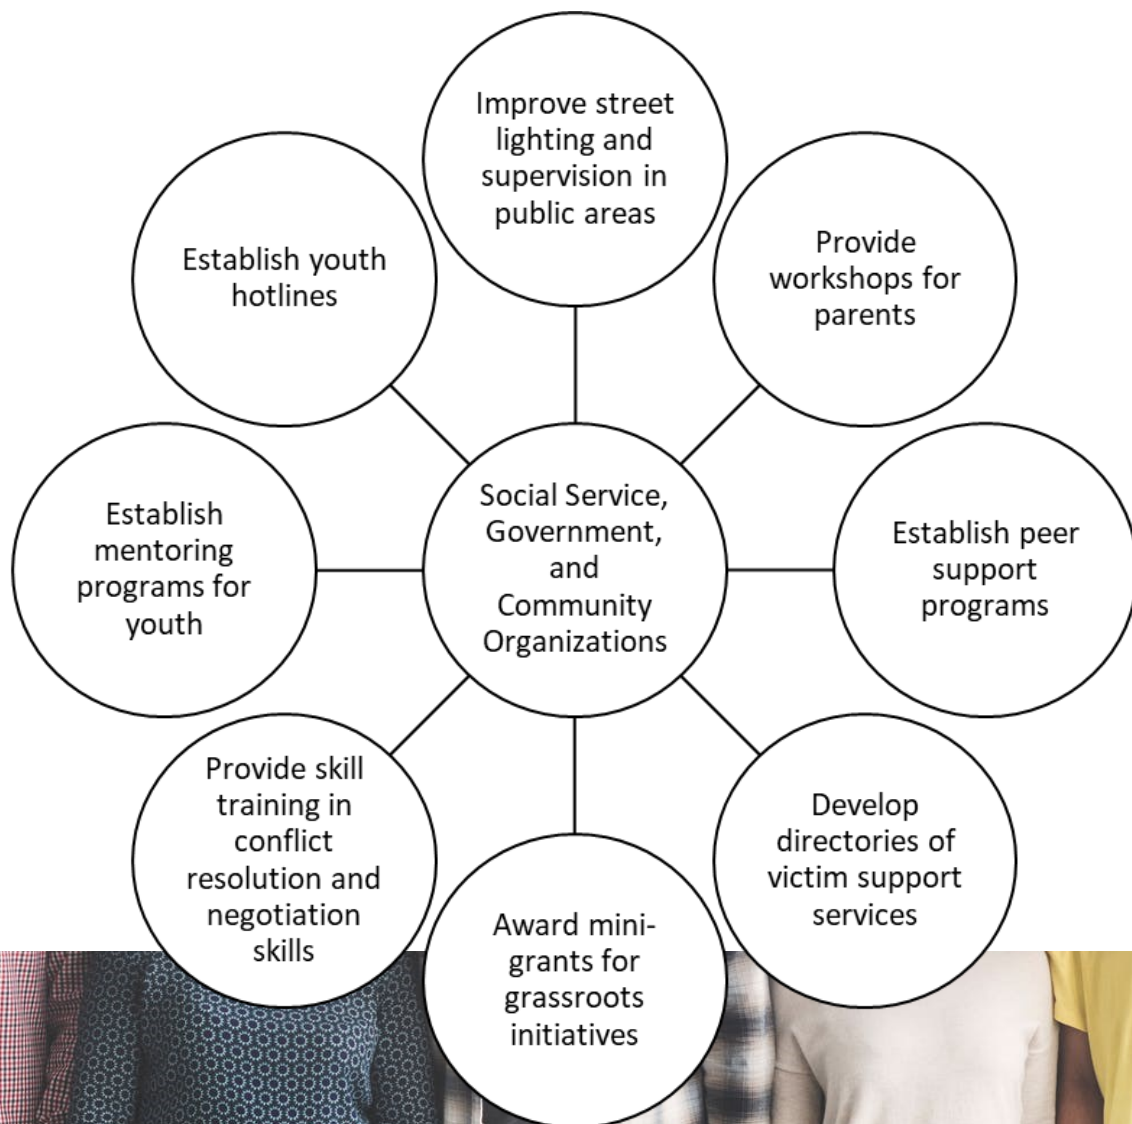 Improve street
lighting and
supervision in
public areas
Provide
workshops for
parents
Establish peer
support
programs
Develop
directories of
victim support
services
Award mini-
grants for
grassroots
initiatives
Provide skill
training in
conflict
resolution and
negotiation
skills
Establish
mentoring
programs for
youth
Establish youth
hotlines
Social Service,
Government,
and
Community
Organizations